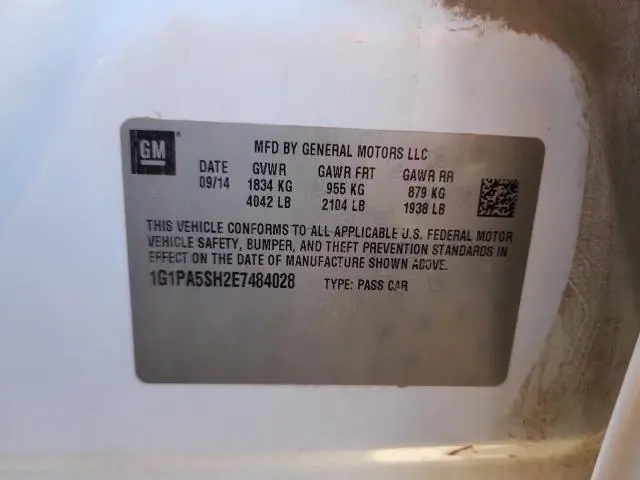 GM
MFD BY GENERAL MOTORS LLC
DATE GVWR GAWR FRT GAWR RR
09/14 1834 KG 955 KG 879 KG
4042 LB 2104 LB 1938 LB
THIS VEHICLE CONFORMS TO ALL APPLICABLE U.S. FEDERAL MOTOR
VEHICLE SAFETY, BUMPER, AND THEFT PREVENTION STANDARDS IN
EFFECT ON THE DATE OF MANUFACTURE SHOWN ABOVE.
1G1PA5SH2E7484028 TYPE: PASS CAR